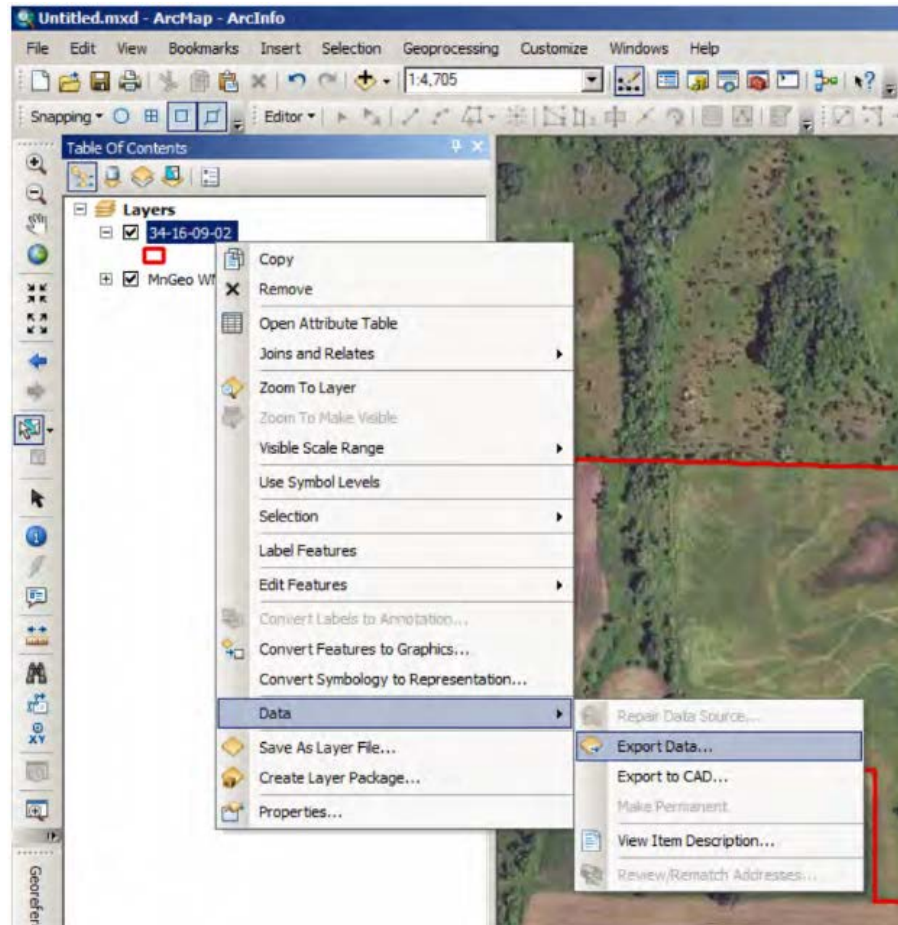 Untitled.mxd - ArcMap - ArcInfo
File Edit View Bookmarks Insert Selection Geoprocessing Customize Windows Help
1:4,705
Snapping Editor
Table Of Contents
Layers
34-16-09-02
MnGeo
Copy
Remove
Open Attribute Table
Joins and Relates
Zoom To Layer
Zoom To Make Visible
Visible Scale Range
Use Symbol Levels
Selection
Label Features
Edit Features
Convert Labels to Annotation...
Convert Features to Graphics...
Convert Symbology to Representation...
Data
Save As Layer File...
Create Layer Package...
Properties...
Repair Data Source...
Export Data...
Export to CAD...
Make Permanent
View Item Description...
Review/Rematch Addresses...
XY
Georefer